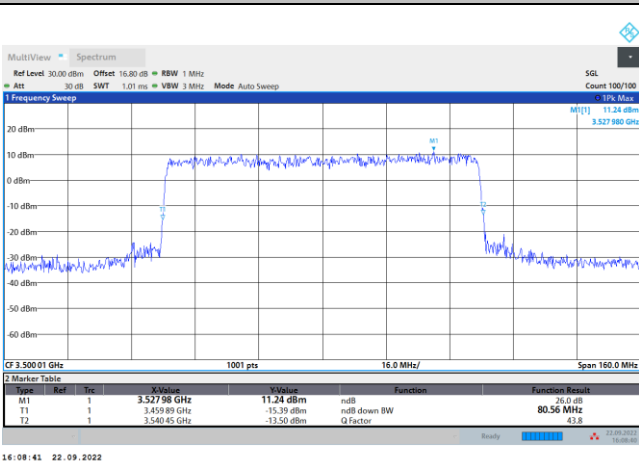 MultiView Spectrum
Ref Level 30.00 dBm Offset 16.80 dB RBW 1 MHz SGL
Att 30 dB SWT 1.01 ms VBW 3 MHz Mode Auto Sweep Count 100/100
1 Frequency Sweep 1Pk Max
M1[1] 11.24 dBm
3.527 980 GHz
M1
20 dBm
10 dBm
0 dBm
T1 T2
-10 dBm
-20 dBm
-30 dBm
-40 dBm
-60 dBm
CF 3.500 01 GHz 1001 pts 16.0 MHz/ Span 160.0 MHz
2 Marker Table
Type Ref Trc X-Value Y-Value Function Function Result
M1 1 3.527 98 GHz 11.24 dBm ndB 26.0 dB
T1 1 3.459 89 GHz -15.39 dBm ndB down BW 80.56 MHz
T2 1 3.540 45 GHz -13.50 dBm Q Factor 43.8
Ready 22.09.2022
16:08:42
16:08:41 22.09.2022